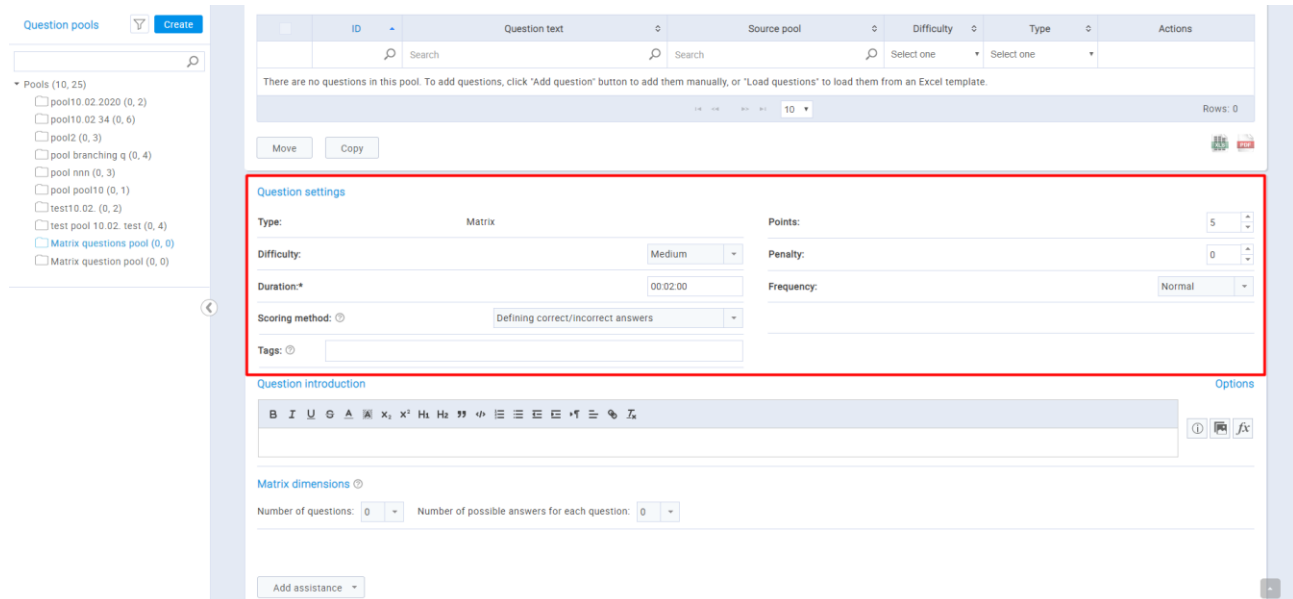 Question pools Create
Pools (10, 25)
pool10.02.2020 (0, 2)
pool10.02 34 (0, 6)
pool2 (0, 3)
pool branching q (0, 4)
pool nnn (0, 3)
pool pool10 (0, 1)
test10.02. (0, 2)
test pool 10.02. test (0, 4)
Matrix questions pool (0, 0)
Matrix question pool (0, 0)
ID Question text Source pool Difficulty Type Actions
Search Search Select one Select one
There are no questions in this pool. To add questions, click "Add question" button to add them manually, or "Load questions" to load them from an Excel template.
10 Rows: 0
Move Copy PDF
Question settings
Type: Matrix Points: 5
Difficulty: Medium Penalty: 0
Duration:* 00:02:00 Frequency: Normal
Scoring method: Defining correct/incorrect answers
Tags:
Question introduction Options
B I U S A A X₂ X² H1 H2
Matrix dimensions
Number of questions: 0 Number of possible answers for each question: 0
Add assistance